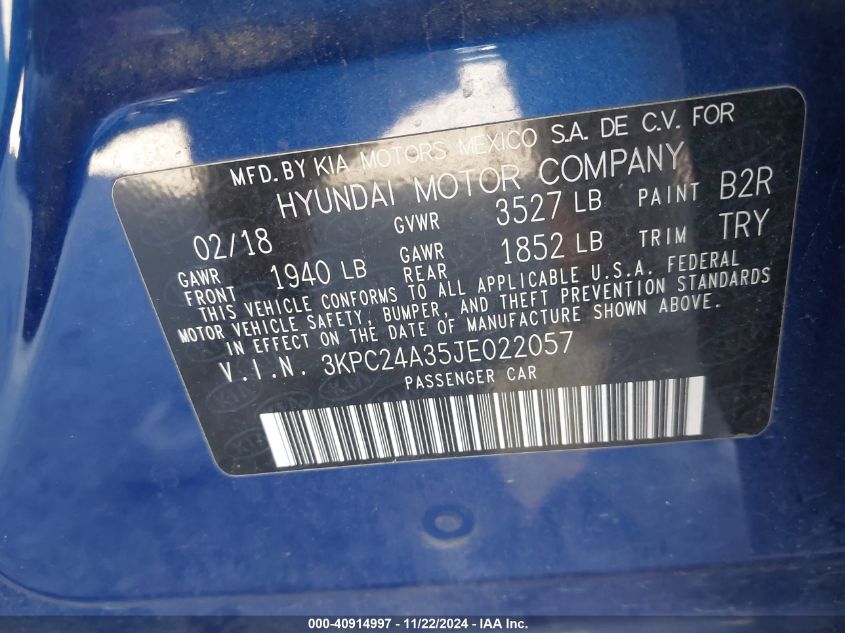 MFD. BY KIA MOTORS MEXICO S.A. DE C.V. FOR
HYUNDAI MOTOR COMPANY
02/18 GVWR 3527 LB PAINT B2R
GAWR FRONT 1940 LB GAWR REAR 1852 LB TRIM TRY
THIS VEHICLE CONFORMS TO ALL APPLICABLE U.S.A. FEDERAL
MOTOR VEHICLE SAFETY, BUMPER, AND THEFT PREVENTION STANDARDS
IN EFFECT ON THE DATE OF MANUFACTURE SHOWN ABOVE.
V.I.N. 3KPC24A35JE022057
PASSENGER CAR
000-40914997 - 11/22/2024 - IAA Inc.